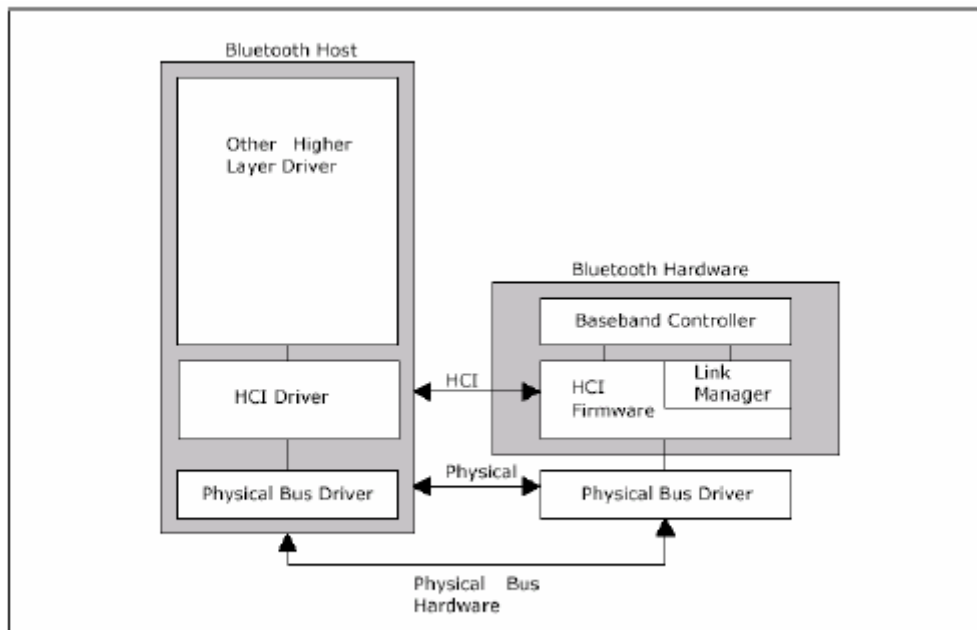 Bluetooth Host
Other Higher
Layer Driver
Bluetooth Hardware
Baseband Controller
HCI Driver
HCI
HCI
Firmware
Link
Manager
Physical Bus Driver
Physical
Physical Bus Driver
Physical Bus
Hardware